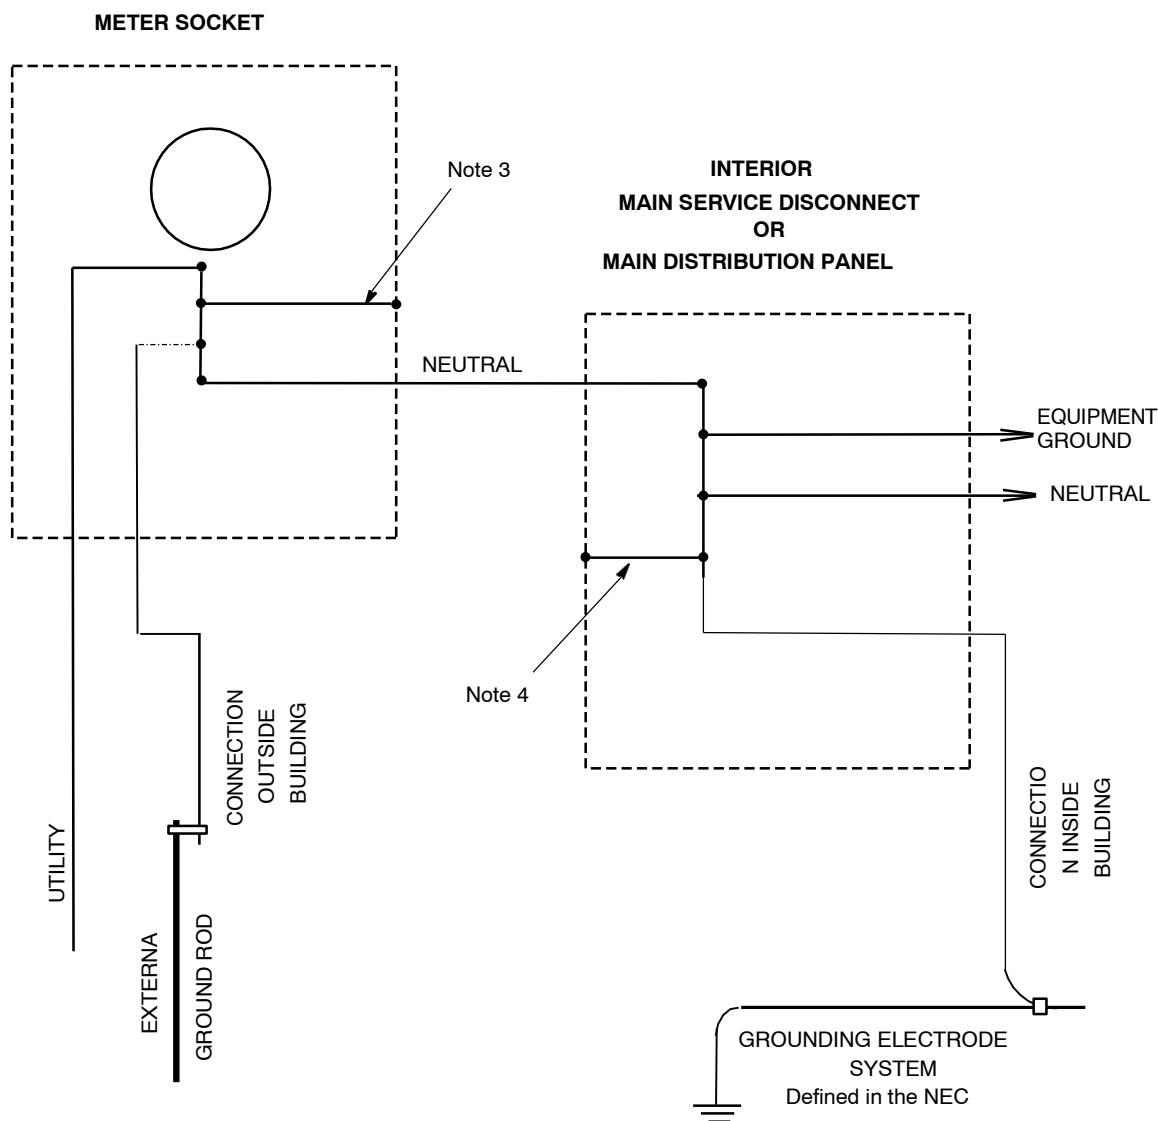 METER SOCKET
Note 3
INTERIOR
MAIN SERVICE DISCONNECT
OR
MAIN DISTRIBUTION PANEL
NEUTRAL
EQUIPMENT
GROUND
NEUTRAL
Note 4
CONNECTION
OUTSIDE
BUILDING
UTILITY
EXTERNA
GROUND ROD
CONNECTIO
N INSIDE
BUILDING
GROUNDING ELECTRODE
SYSTEM
Defined in the NEC